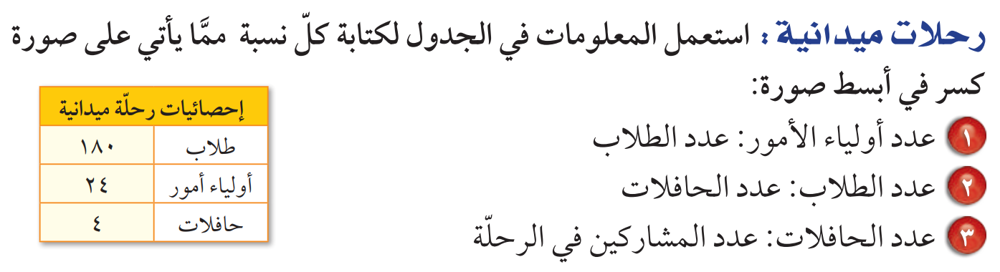 رحلات ميدانية : استعمل المعلومات في الجدول لكتابة كلّ نسبة ممَّا يأتي على صورة
كسر في أبسط صورة:
١ عدد أولياء الأمور: عدد الطلاب
٢ عدد الطلاب: عدد الحافلات
٣ عدد الحافلات: عدد المشاركين في الرحلّة
إحصائيات رحلّة ميدانية
طلاب ١٨٠
أولياء أمور ٢٤
حافلات ٤